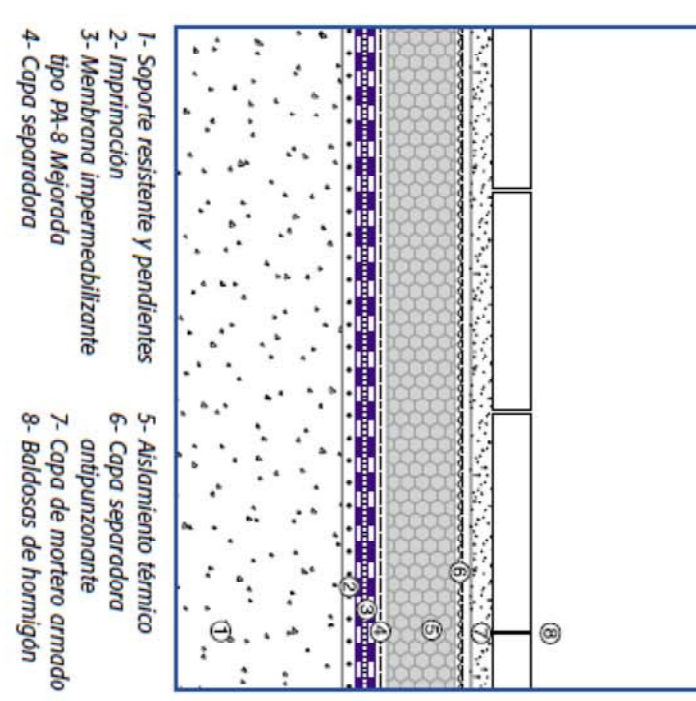 ①
②
③
④
⑤
⑥
⑦
⑧
1- Soporte resistente y pendientes
2- Imprimación
3- Membrana impermeabilizante
tipo PA-8 Mejorada
4- Capa separadora
5- Aislamiento térmico
6- Capa separadora
antipunzonante
7- Capa de mortero armado
8- Baldosas de hormigón